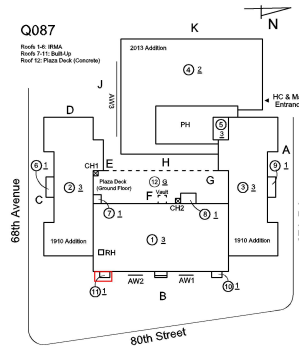 K
N
Q087
Roofs 1-6: IRMA
Roofs 7-11: Built-Up
Roof 12: Plaza Deck (Concrete)
2013 Addition
4 2
J
AW3
HC & Ma
Entrance
D
PH
5
3
A
CH1
E
H
6 1
Plaza Deck
(Ground Floor)
12 G
G
9 1
2 3
Vault
3 3
C
F
CH2
7 1
8 1
68th Avenue
1910 Addition
1 3
1910 Addition
RH
11 1
AW2
AW1
10 1
B
80th Street